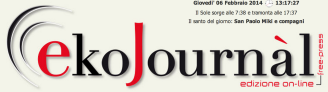 Giovedi' 06 Febbraio 2014 13:17:27
Il Sole sorge alle 7:38 e tramonta alle 17:37
Il santo del giorno: San Paolo Miki e compagni
ekoJournàl
free-press
edizione on-line